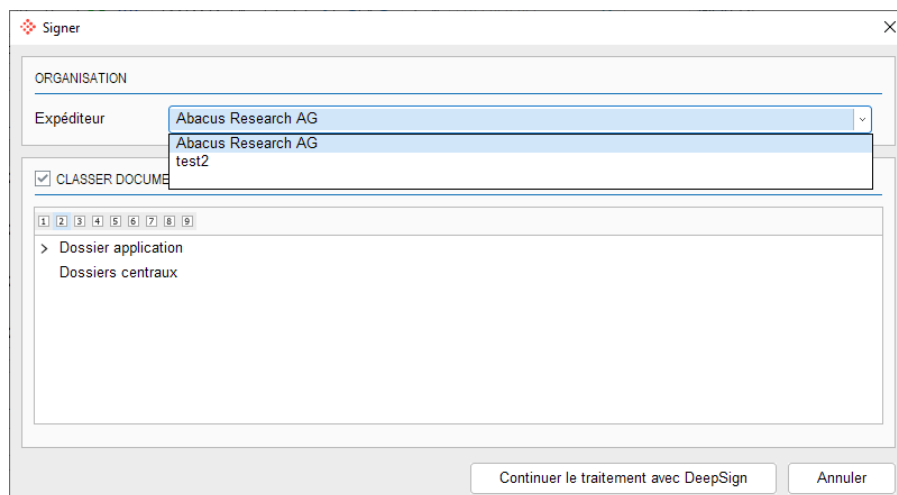 Signer
ORGANISATION
Expéditeur
Abacus Research AG
Abacus Research AG
test2
CLASSER DOCUME
1 2 3 4 5 6 7 8 9
Dossier application
Dossiers centraux
Continuer le traitement avec DeepSign
Annuler